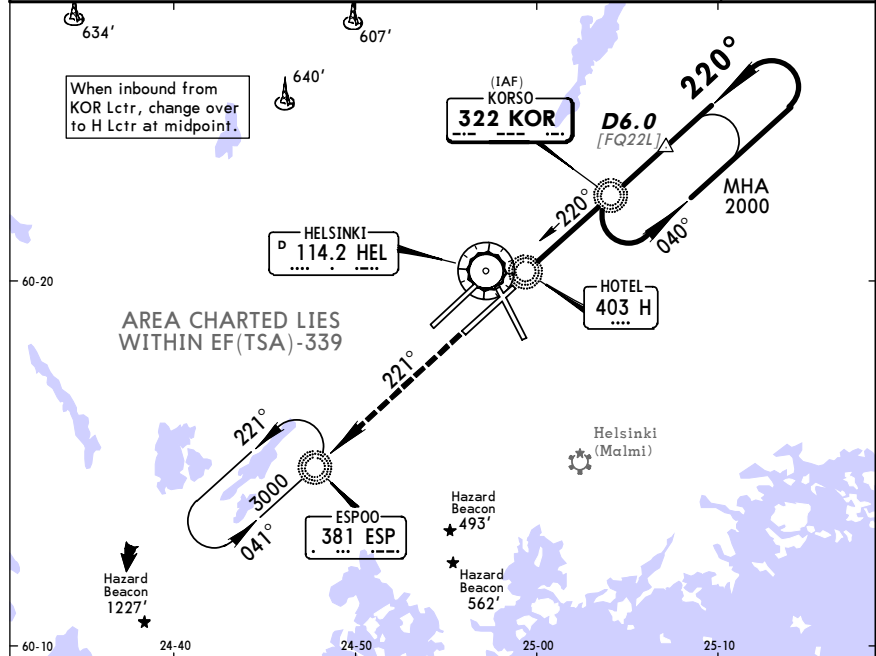 634'
607'
640'
When inbound from
KOR Lctr, change over
to H Lctr at midpoint.
(IAF)
KORSO
322 KOR
D6.0
[FQ22L]
220°
MHA
2000
040°
220°
HELSINKI
D 114.2 HEL
HOTEL
403 H
60-20
AREA CHARTED LIES
WITHIN EF(TSA)-339
221°
221°
3000
041°
ESPOO
381 ESP
Helsinki
(Malmi)
Hazard
Beacon
493'
Hazard
Beacon
562'
Hazard
Beacon
1227'
60-10
24-40
24-50
25-00
25-10